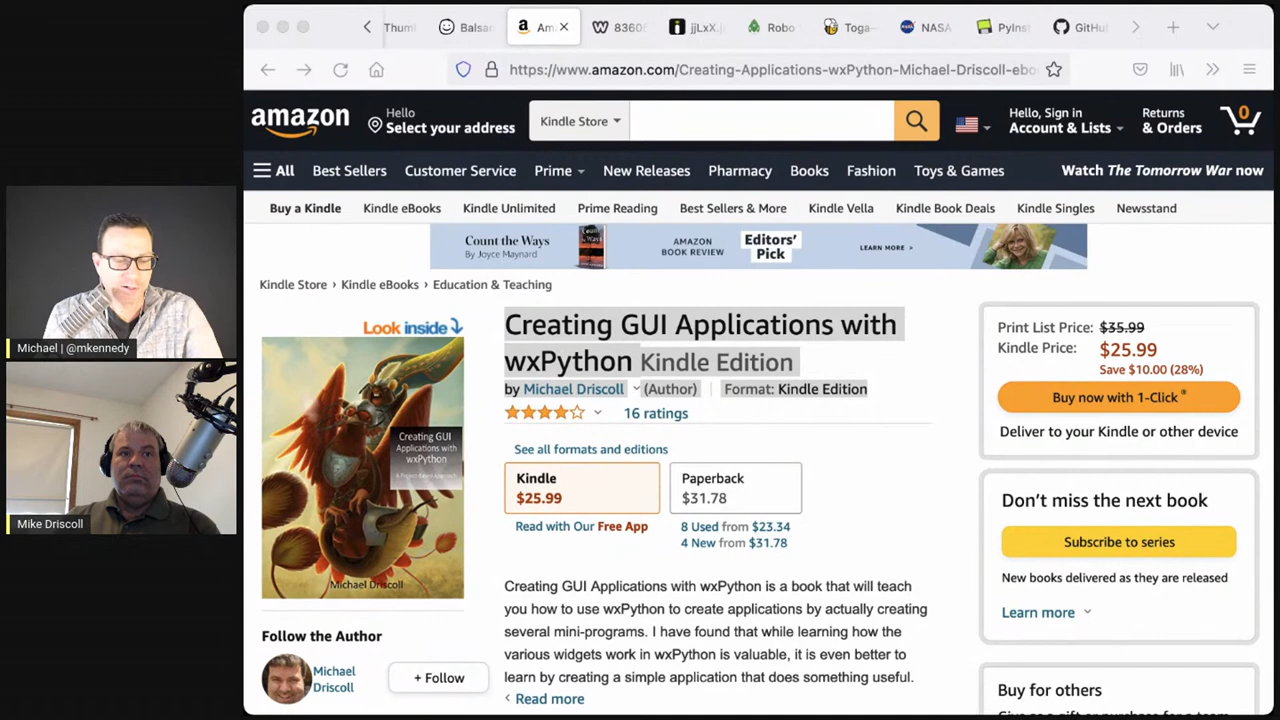 Thum
Balsa
Am
8360
jjLxX.j
Robo
Toga-
NASA
PyInst
GitHu
https://www.amazon.com/Creating-Applications-wxPython-Michael-Driscoll-ebo
amazon
Hello
Select your address
Kindle Store
Hello, Sign in
Account & Lists
Returns
& Orders
0
All
Best Sellers
Customer Service
Prime
New Releases
Pharmacy
Books
Fashion
Toys & Games
Watch The Tomorrow War now
Buy a Kindle
Kindle eBooks
Kindle Unlimited
Prime Reading
Best Sellers & More
Kindle Vella
Kindle Book Deals
Kindle Singles
Newsstand
Count the Ways
By Joyce Maynard
AMAZON
BOOK REVIEW
Editors'
Pick
LEARN MORE >
Kindle Store › Kindle eBooks › Education & Teaching
Look inside
Creating GUI
Applications with
wxPython
Michael Driscoll
Creating GUI Applications with
wxPython Kindle Edition
by Michael Driscoll (Author) Format: Kindle Edition
16 ratings
See all formats and editions
Kindle
$25.99
Paperback
$31.78
Read with Our Free App
8 Used from $23.34
4 New from $31.78
Creating GUI Applications with wxPython is a book that will teach
you how to use wxPython to create applications by actually creating
several mini-programs. I have found that while learning how the
various widgets work in wxPython is valuable, it is even better to
learn by creating a simple application that does something useful.
Read more
Follow the Author
Michael
Driscoll
+ Follow
Print List Price: $35.99
Kindle Price: $25.99
Save $10.00 (28%)
Buy now with 1-Click ®
Deliver to your Kindle or other device
Don't miss the next book
Subscribe to series
New books delivered as they are released
Learn more
Buy for others
Michael | @mkennedy
Mike Driscoll